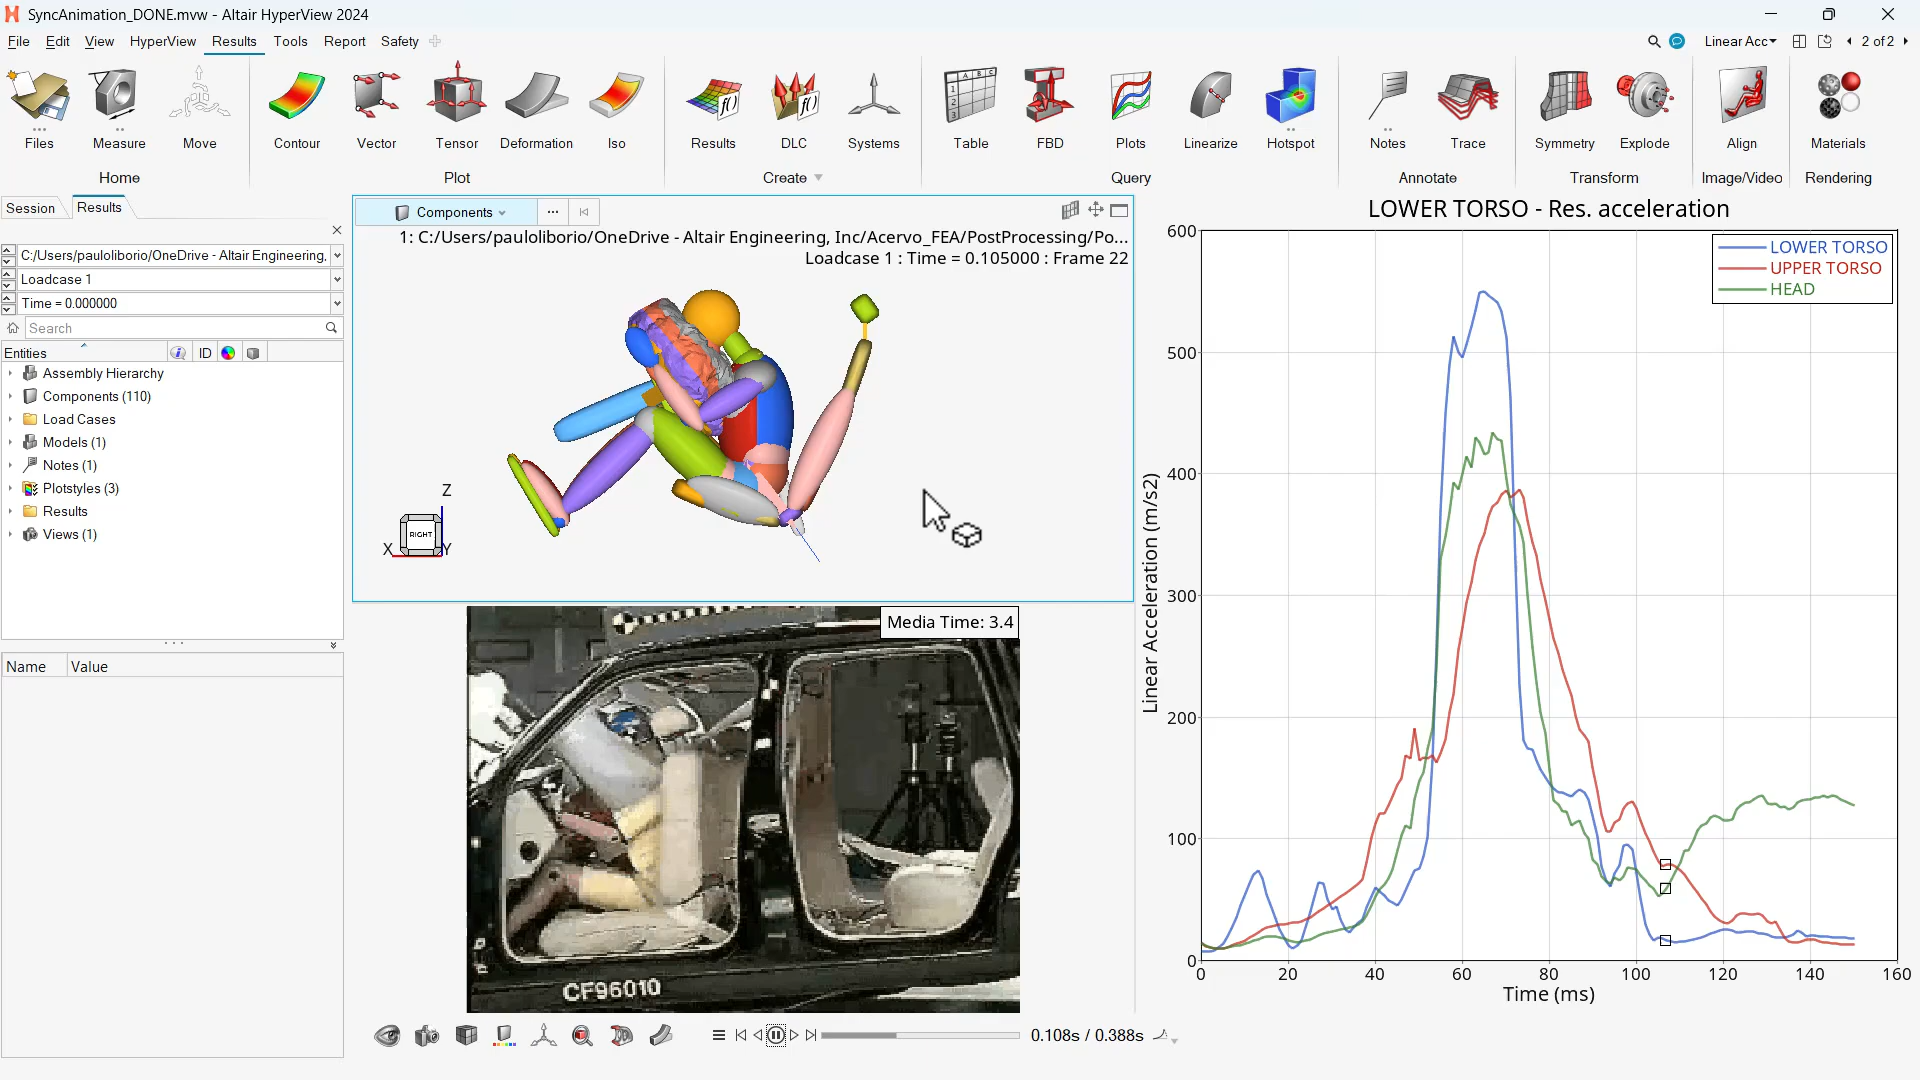 SyncAnimation_DONE.mvw - Altair HyperView 2024
File Edit View HyperView Results Tools Report Safety
Linear Acc 2 of 2
Files Measure Move Contour Vector Tensor Deformation Iso Results DLC Systems Table FBD Plots Linearize Hotspot Notes Trace Symmetry Explode Align Materials
Home Plot Create Query Annotate Transform Image/Video Rendering
Session Results
C:/Users/pauloliborio/OneDrive - Altair Engineering,
Loadcase 1
Time = 0.000000
Search
Entities ID
Assembly Hierarchy
Components (110)
Load Cases
Models (1)
Notes (1)
Plotstyles (3)
Results
Views (1)
Name Value
Components ...
1: C:/Users/pauloliborio/OneDrive - Altair Engineering, Inc/Acervo_FEA/PostProcessing/Po...
Loadcase 1 : Time = 0.105000 : Frame 22
Z
RIGHT
X Y
Media Time: 3.4
CF96010
0.108s / 0.388s
LOWER TORSO - Res. acceleration
LOWER TORSO
UPPER TORSO
HEAD
Linear Acceleration (m/s2)
600
500
400
300
200
100
0
0 20 40 60 80 100 120 140 160
Time (ms)